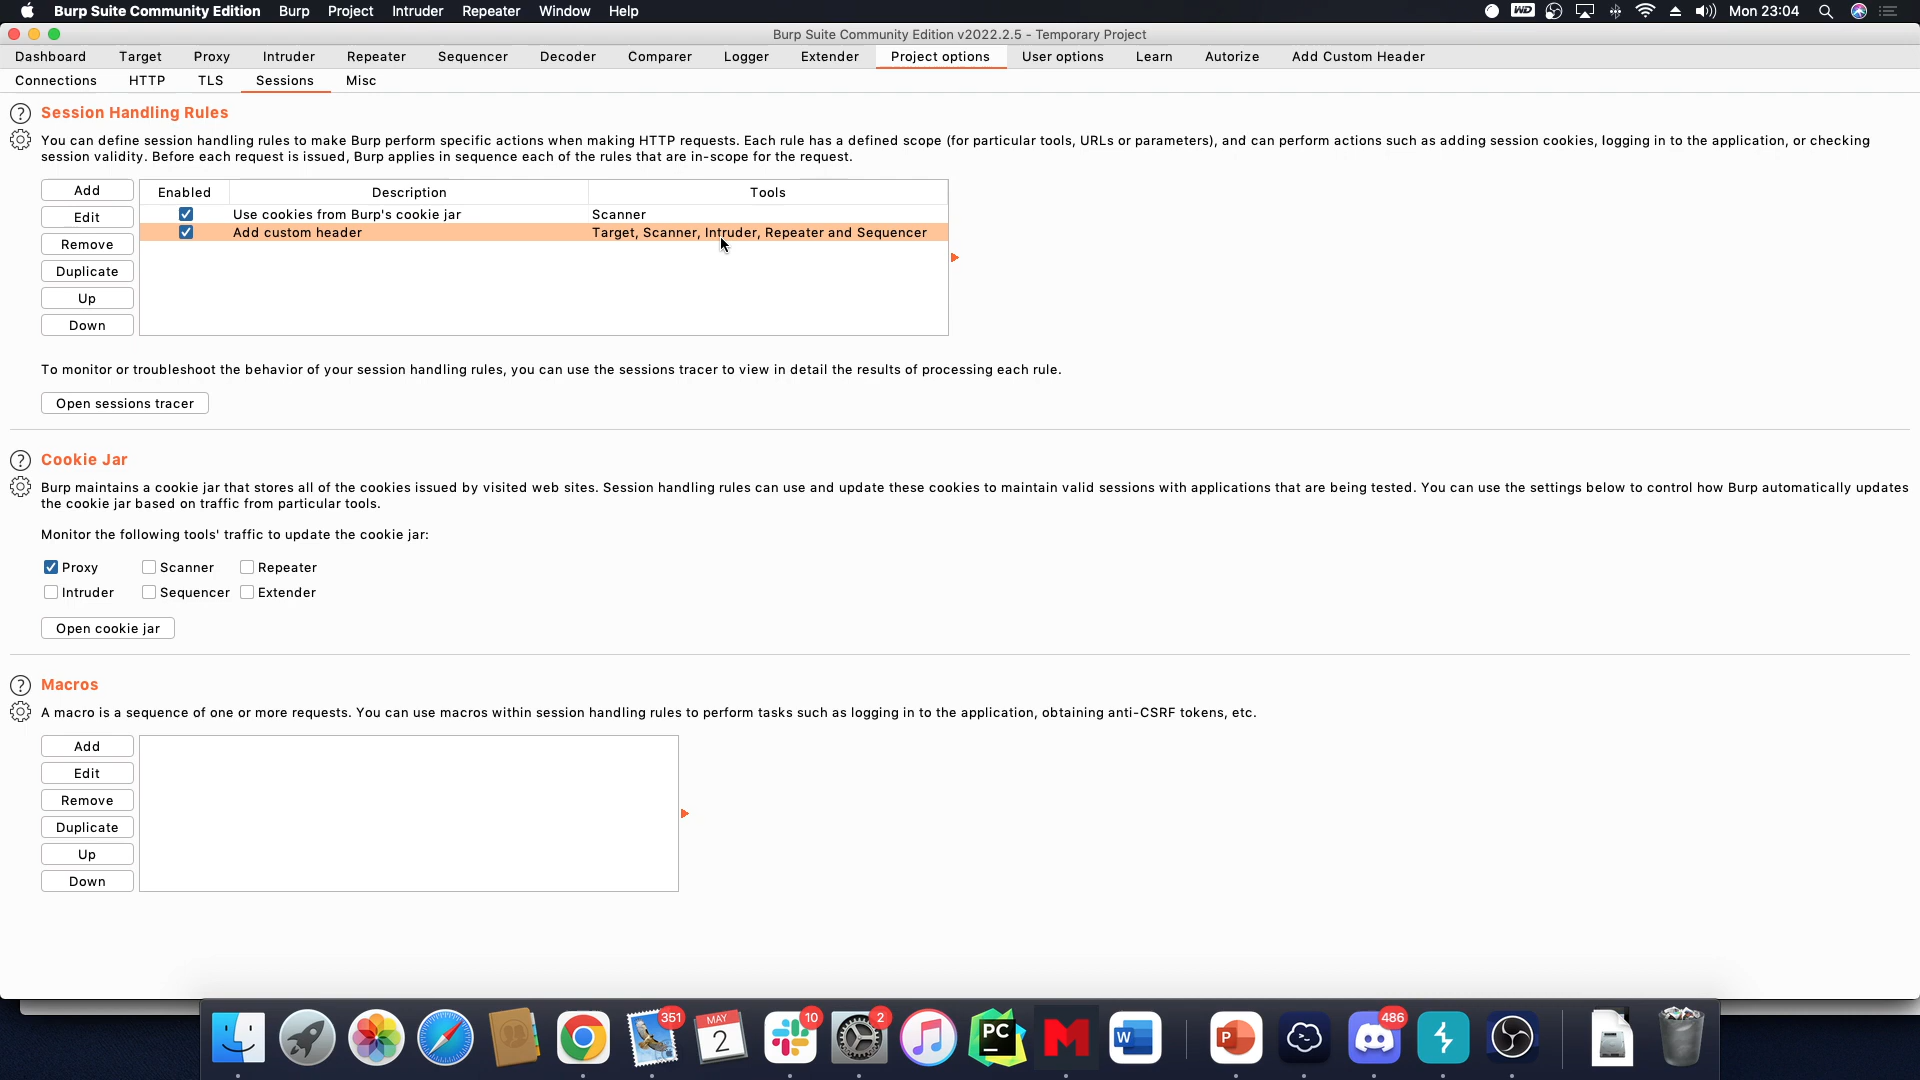 Burp Suite Community Edition Burp Project Intruder Repeater Window Help WD Mon 23:04
Burp Suite Community Edition v2022.2.5 - Temporary Project
Dashboard Target Proxy Intruder Repeater Sequencer Decoder Comparer Logger Extender Project options User options Learn Autorize Add Custom Header
Connections HTTP TLS Sessions Misc
? Session Handling Rules
You can define session handling rules to make Burp perform specific actions when making HTTP requests. Each rule has a defined scope (for particular tools, URLs or parameters), and can perform actions such as adding session cookies, logging in to the application, or checking
session validity. Before each request is issued, Burp applies in sequence each of the rules that are in-scope for the request.
Add Enabled Description Tools
Edit Use cookies from Burp's cookie jar Scanner
Remove Add custom header Target, Scanner, Intruder, Repeater and Sequencer
Duplicate
Up
Down
To monitor or troubleshoot the behavior of your session handling rules, you can use the sessions tracer to view in detail the results of processing each rule.
Open sessions tracer
? Cookie Jar
Burp maintains a cookie jar that stores all of the cookies issued by visited web sites. Session handling rules can use and update these cookies to maintain valid sessions with applications that are being tested. You can use the settings below to control how Burp automatically updates
the cookie jar based on traffic from particular tools.
Monitor the following tools' traffic to update the cookie jar:
Proxy Scanner Repeater
Intruder Sequencer Extender
Open cookie jar
? Macros
A macro is a sequence of one or more requests. You can use macros within session handling rules to perform tasks such as logging in to the application, obtaining anti-CSRF tokens, etc.
Add
Edit
Remove
Duplicate
Up
Down
351 MAY 2 10 2 PC W P 486